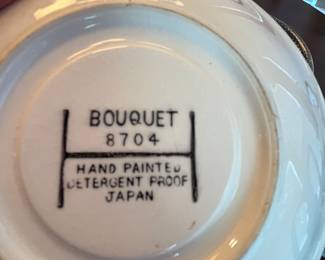 BOUQUET
8704
HAND PAINTED
DETERGENT PROOF
JAPAN